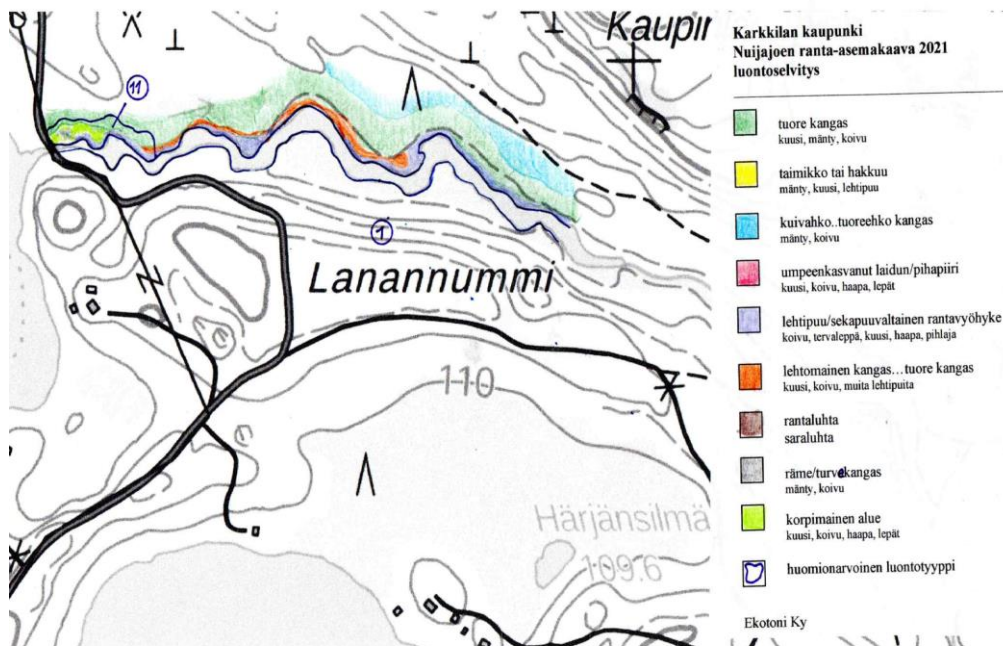 Kaupir
11
1
Lanannummi
110
Härjänsilmä
109.6
Karkkilan kaupunki
Nuijajoen ranta-asemakaava 2021
luontoselvitys
tuore kangas
kuusi, mänty, koivu
taimikko tai hakkuu
mänty, kuusi, lehtipuu
kuivahko..tuoreehko kangas
mänty, koivu
umpeenkasvanut laidun/pihapiiri
kuusi, koivu, haapa, lepät
lehtipuu/sekapuuvaltainen rantavyöhyke
koivu, tervaleppä, kuusi, haapa, pihlaja
lehtomainen kangas...tuore kangas
kuusi, koivu, muita lehtipuita
rantaluhta
saraluhta
räme/turvekangas
mänty, koivu
korpimainen alue
kuusi, koivu, haapa, lepät
huomionarvoinen luontotyyppi
Ekotoni Ky